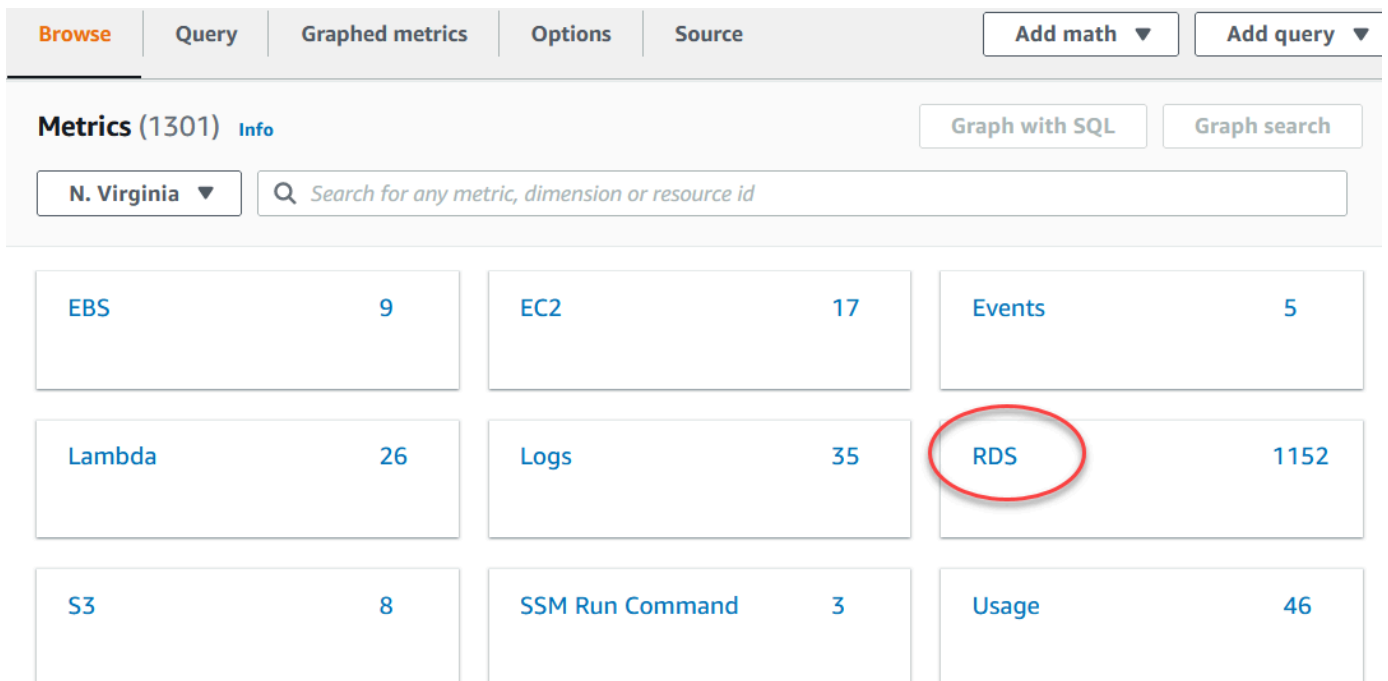 Browse Query Graphed metrics Options Source Add math Add query
Metrics (1301) Info Graph with SQL Graph search
N. Virginia Search for any metric, dimension or resource id
EBS 9 EC2 17 Events 5
Lambda 26 Logs 35 RDS 1152
S3 8 SSM Run Command 3 Usage 46